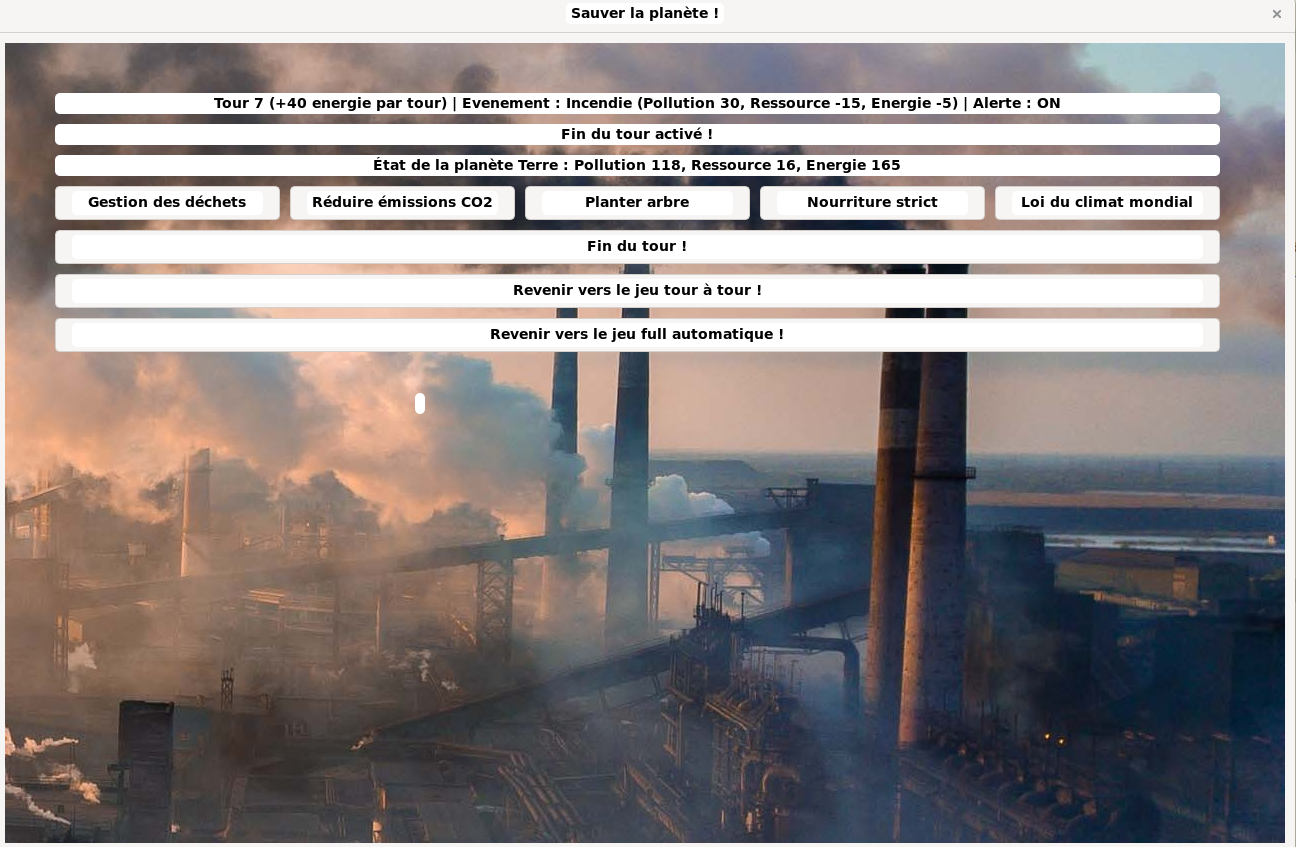 Sauver la planète !
Tour 7 (+40 energie par tour) | Evenement : Incendie (Pollution 30, Ressource -15, Energie -5) | Alerte : ON
Fin du tour activé !
État de la planète Terre : Pollution 118, Ressource 16, Energie 165
Gestion des déchets
Réduire émissions CO2
Planter arbre
Nourriture strict
Loi du climat mondial
Fin du tour !
Revenir vers le jeu tour à tour !
Revenir vers le jeu full automatique !